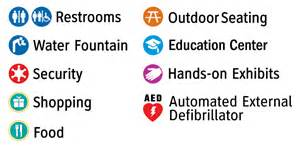 Restrooms
Water Fountain
Security
Shopping
Food
Outdoor Seating
Education Center
Hands-on Exhibits
AED
Automated External
Defibrillator